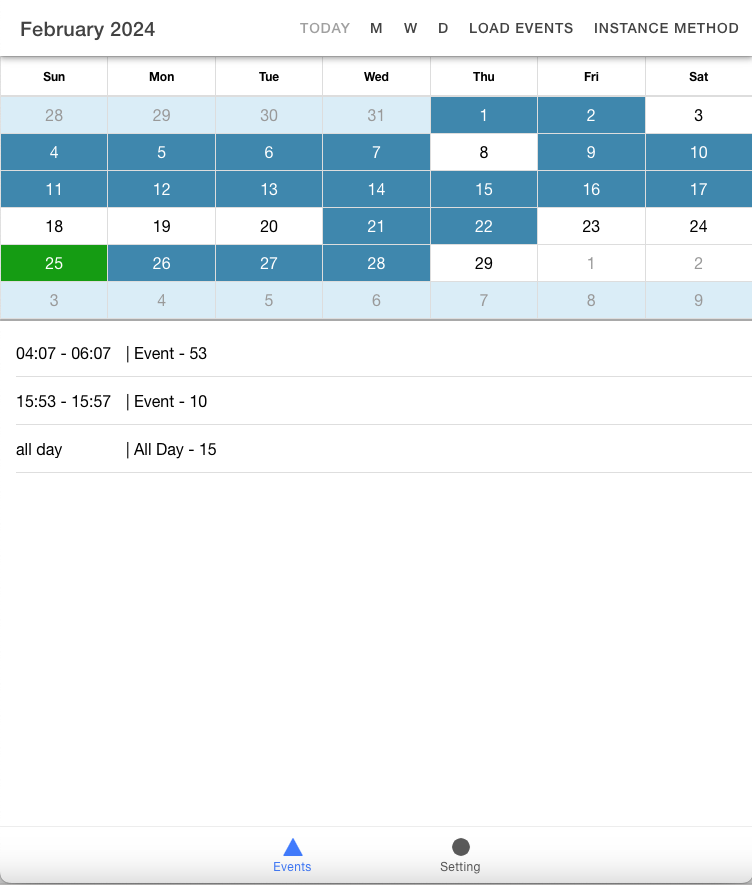 February 2024 TODAY M W D LOAD EVENTS INSTANCE METHOD
Sun Mon Tue Wed Thu Fri Sat
28 29 30 31 1 2 3
4 5 6 7 8 9 10
11 12 13 14 15 16 17
18 19 20 21 22 23 24
25 26 27 28 29 1 2
3 4 5 6 7 8 9
04:07 - 06:07 | Event - 53
15:53 - 15:57 | Event - 10
all day | All Day - 15
Events Setting